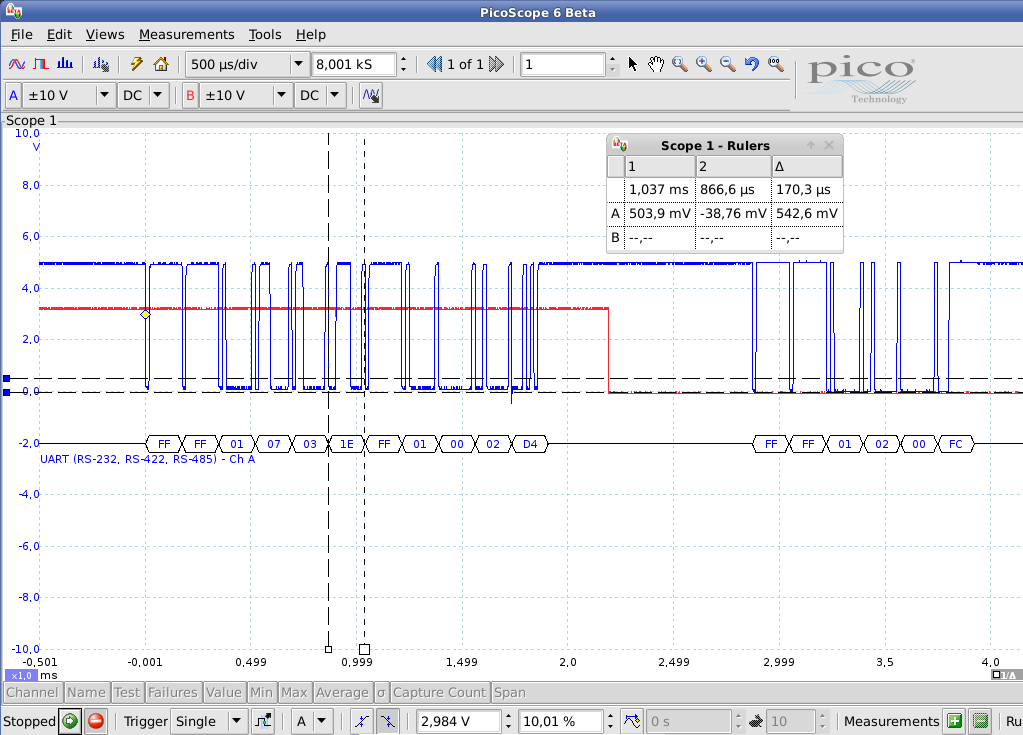 PicoScope 6 Beta
File Edit Views Measurements Tools Help
500 µs/div 8,001 kS 1 of 1 1
pico
Technology
A ±10 V DC B ±10 V DC
Scope 1
10,0
V
8,0
6,0
4,0
2,0
0,0
-2,0
-4,0
-6,0
-8,0
-10,0
Scope 1 - Rulers
1 2 Δ
1,037 ms 866,6 µs 170,3 µs
A 503,9 mV -38,76 mV 542,6 mV
B --,-- --,-- --,--
FF FF 01 07 03 1E FF 01 00 02 D4 FF FF 01 02 00 FC
UART (RS-232, RS-422, RS-485) - Ch A
-0,501 -0,001 0,499 0,999 1,499 2,0 2,499 2,999 3,5 4,0
x1,0 ms 1/Δ
Channel Name Test Failures Value Min Max Average σ Capture Count Span
Stopped Trigger Single A 2,984 V 10,01 % 0 s 10 Measurements Ru